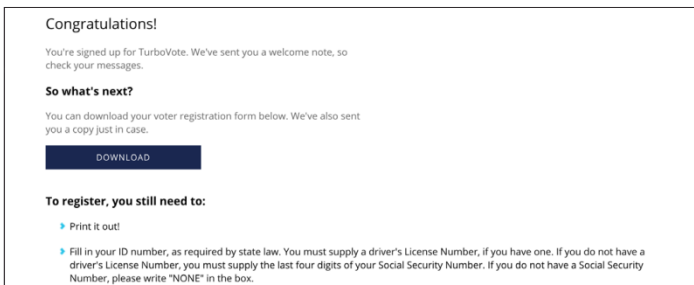 Congratulations!
You're signed up for TurboVote. We've sent you a welcome note, so
check your messages.
So what's next?
You can download your voter registration form below. We've also sent
you a copy just in case.
DOWNLOAD
To register, you still need to:
Print it out!
Fill in your ID number, as required by state law. You must supply a driver's License Number, if you have one. If you do not have a
driver's License Number, you must supply the last four digits of your Social Security Number. If you do not have a Social Security
Number, please write "NONE" in the box.